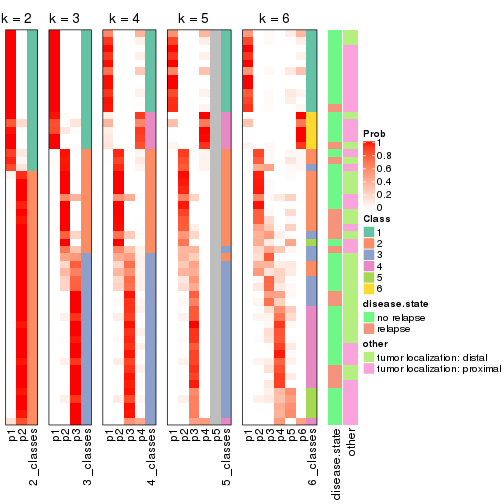 k = 2 k = 3 k = 4 k = 5 k = 6
Prob
1
0.8
0.6
0.4
0.2
0
Class
1
2
3
4
5
6
disease.state
no relapse
relapse
other
tumor localization: distal
tumor localization: proximal
p1 p2 2_classes p1 p2 p3 3_classes p1 p2 p3 p4 4_classes p1 p2 p3 p4 p5 5_classes p1 p2 p3 p4 p5 p6 6_classes disease.state other